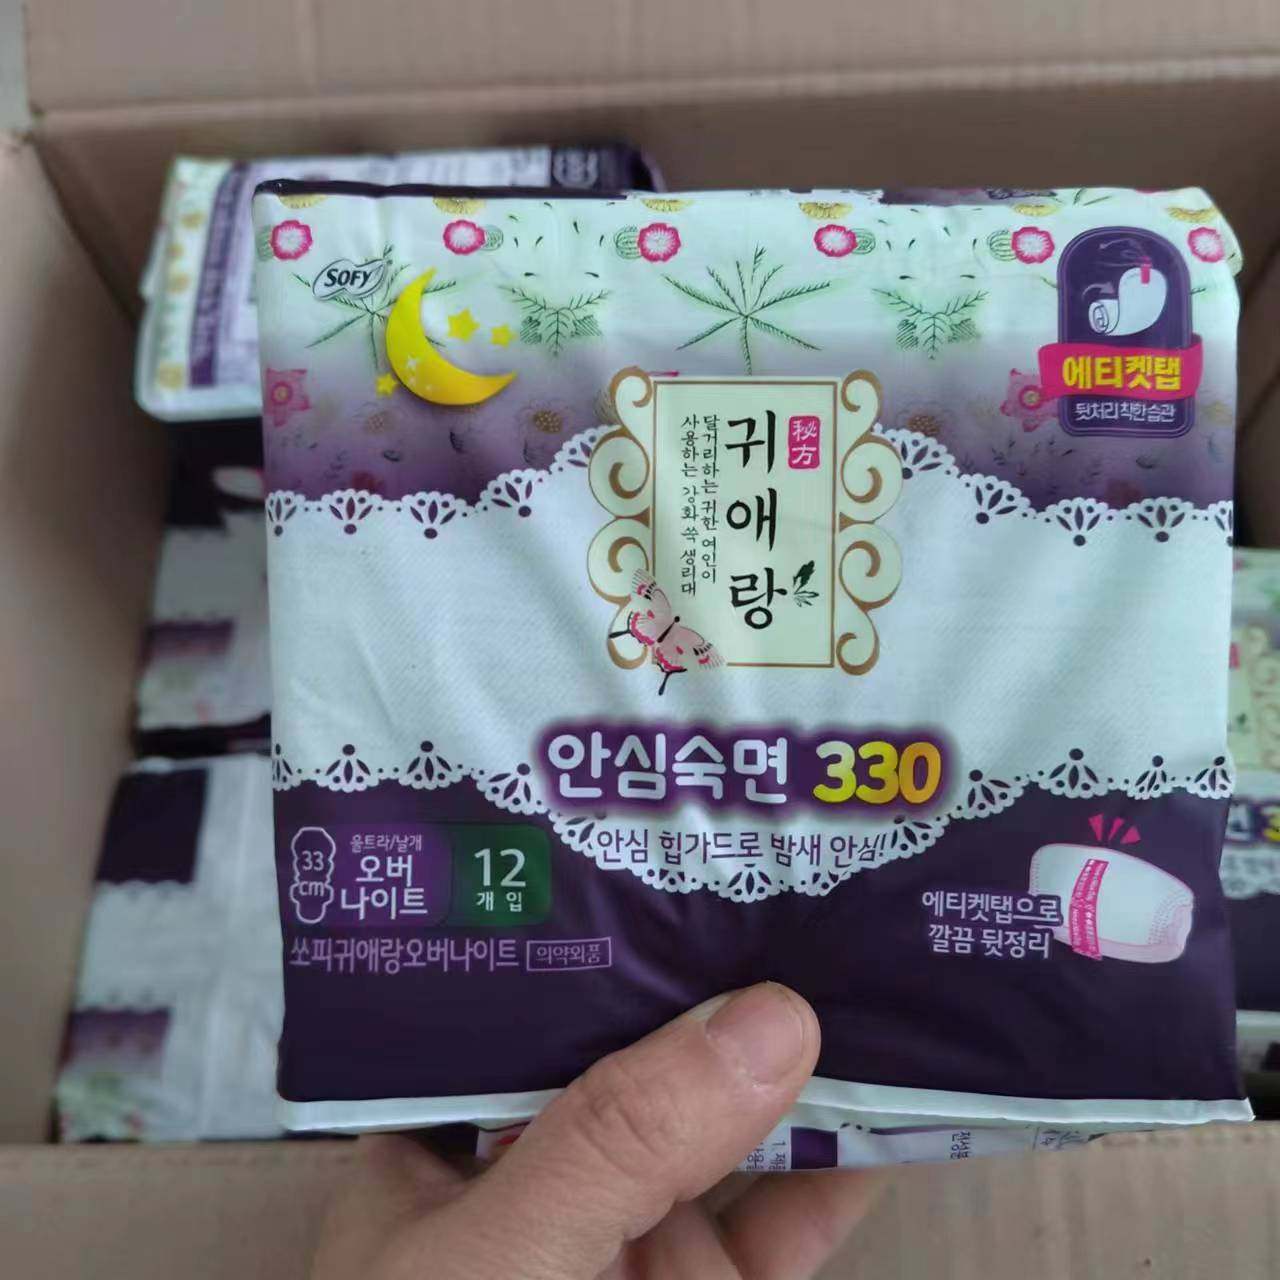 SOFY
에티켓탭
뒷처리 착한습관
秘方
귀애랑
달거리하는 귀한 여인이
사용하는 강화 쑥 생리대
안심숙면 330
안심 힙가드로 밤새 안심!
33
cm
울트라/날개
오버
나이트
12
개입
쏘피귀애랑오버나이트
의약외품
에티켓탭으로
깔끔 뒷정리